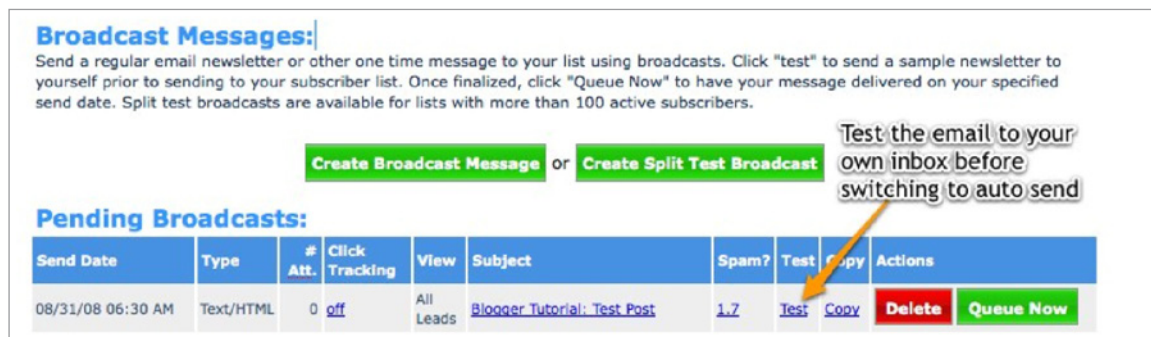 Broadcast Messages:
Send a regular email newsletter or other one time message to your list using broadcasts. Click "test" to send a sample newsletter to
yourself prior to sending to your subscriber list. Once finalized, click "Queue Now" to have your message delivered on your specified
send date. Split test broadcasts are available for lists with more than 100 active subscribers.
Test the email to your
own inbox before
switching to auto send
Create Broadcast Message or Create Split Test Broadcast
Pending Broadcasts:
Send Date Type # Att. Click Tracking View Subject Spam? Test Copy Actions
08/31/08 06:30 AM Text/HTML 0 off All Leads Blogger Tutorial: Test Post 1.7 Test Copy Delete Queue Now